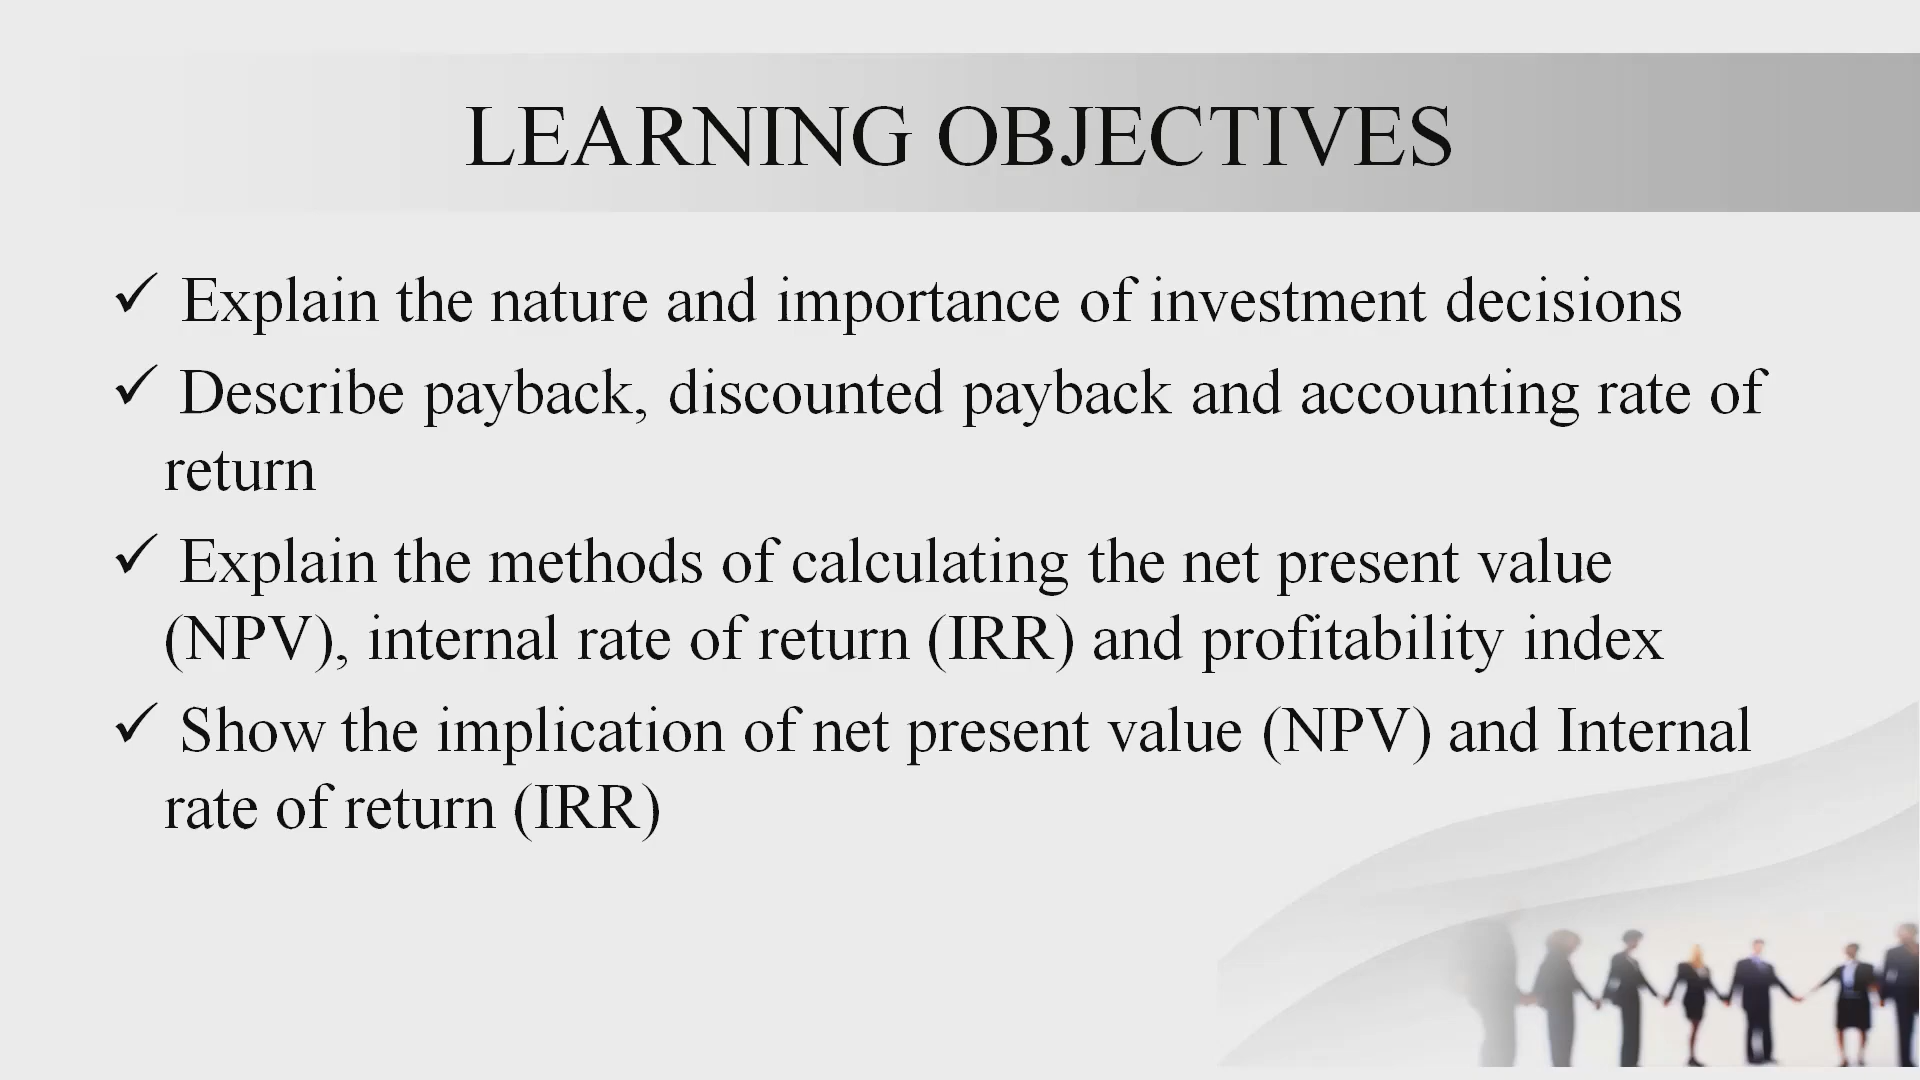 LEARNING OBJECTIVES
✓ Explain the nature and importance of investment decisions
✓ Describe payback, discounted payback and accounting rate of
return
✓ Explain the methods of calculating the net present value
(NPV), internal rate of return (IRR) and profitability index
✓ Show the implication of net present value (NPV) and Internal
rate of return (IRR)